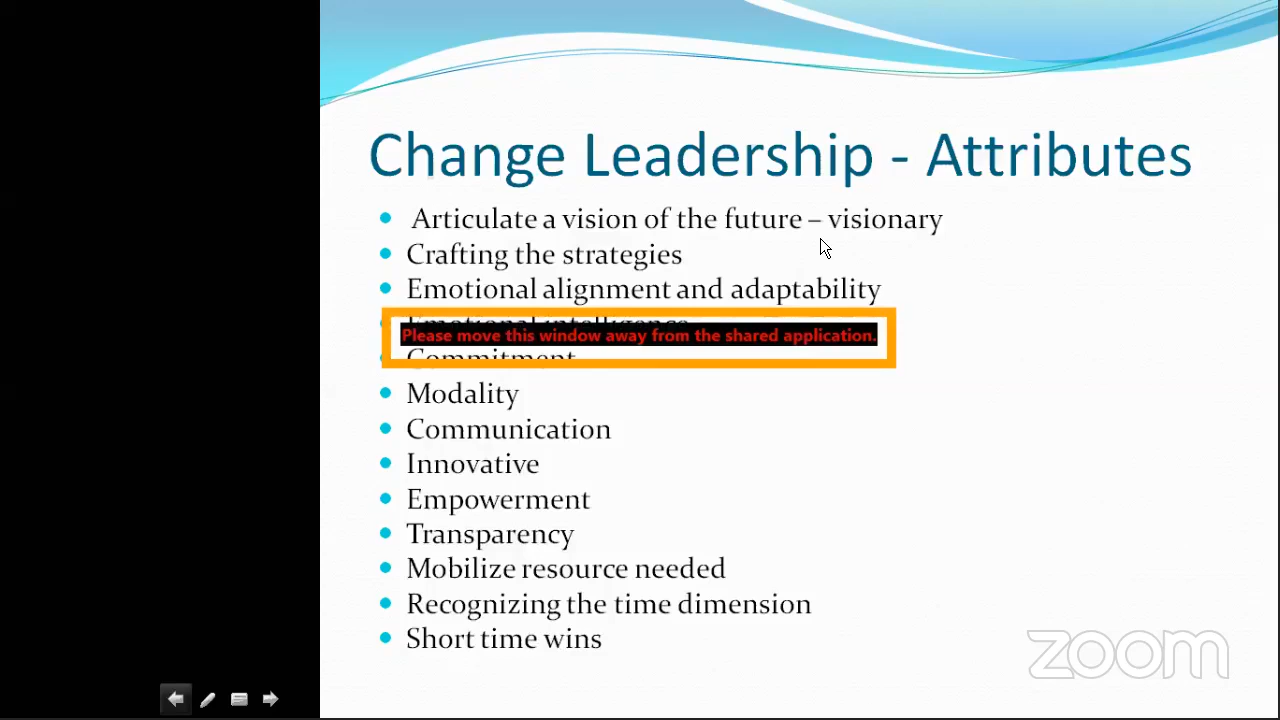 Change Leadership - Attributes
Articulate a vision of the future – visionary
Crafting the strategies
Emotional alignment and adaptability
Emotional intelligence
Please move this window away from the shared application.
Commitment
Modality
Communication
Innovative
Empowerment
Transparency
Mobilize resource needed
Recognizing the time dimension
Short time wins
zoom